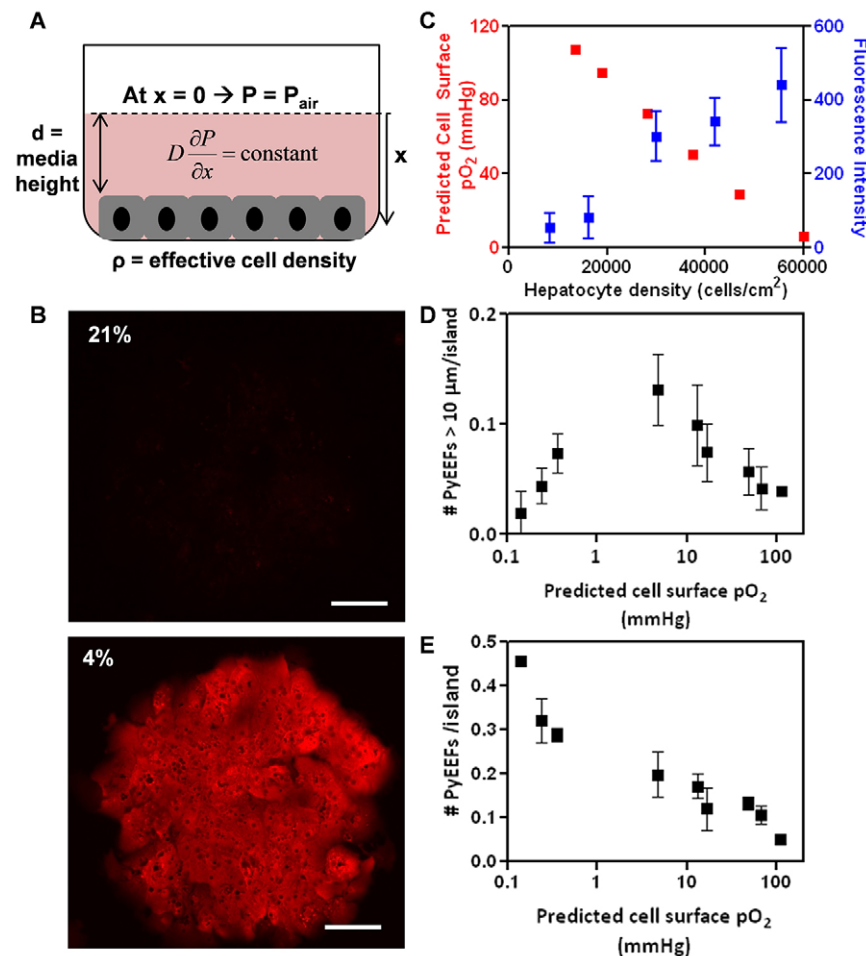 A
At x = 0 → P = Pair
d =
media
height
D ∂P/∂x = constant
x
ρ = effective cell density
B
21%
4%
C
Predicted Cell Surface
pO2 (mmHg)
120
80
40
0
600
400
200
0
Fluorescence
Intensity
0
20000
40000
60000
Hepatocyte density (cells/cm²)
D
# PyEEFs > 10 μm/island
0.2
0.1
0.0
0.1
1
10
100
Predicted cell surface pO2
(mmHg)
E
# PyEEFs/island
0.5
0.4
0.3
0.2
0.1
0.0
0.1
1
10
100
Predicted cell surface pO2
(mmHg)